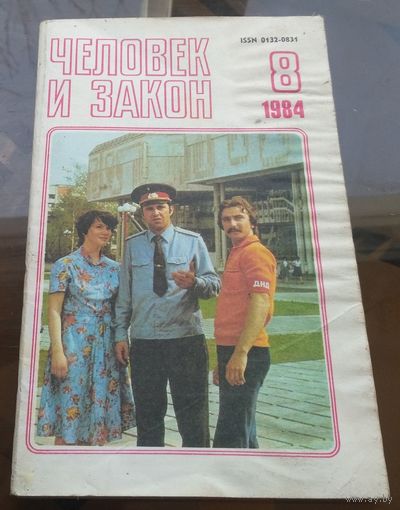 ISSN 0132-0831
ЧЕЛОВЕК
И ЗАКОН
8
1984
ДНД
www.ay.by